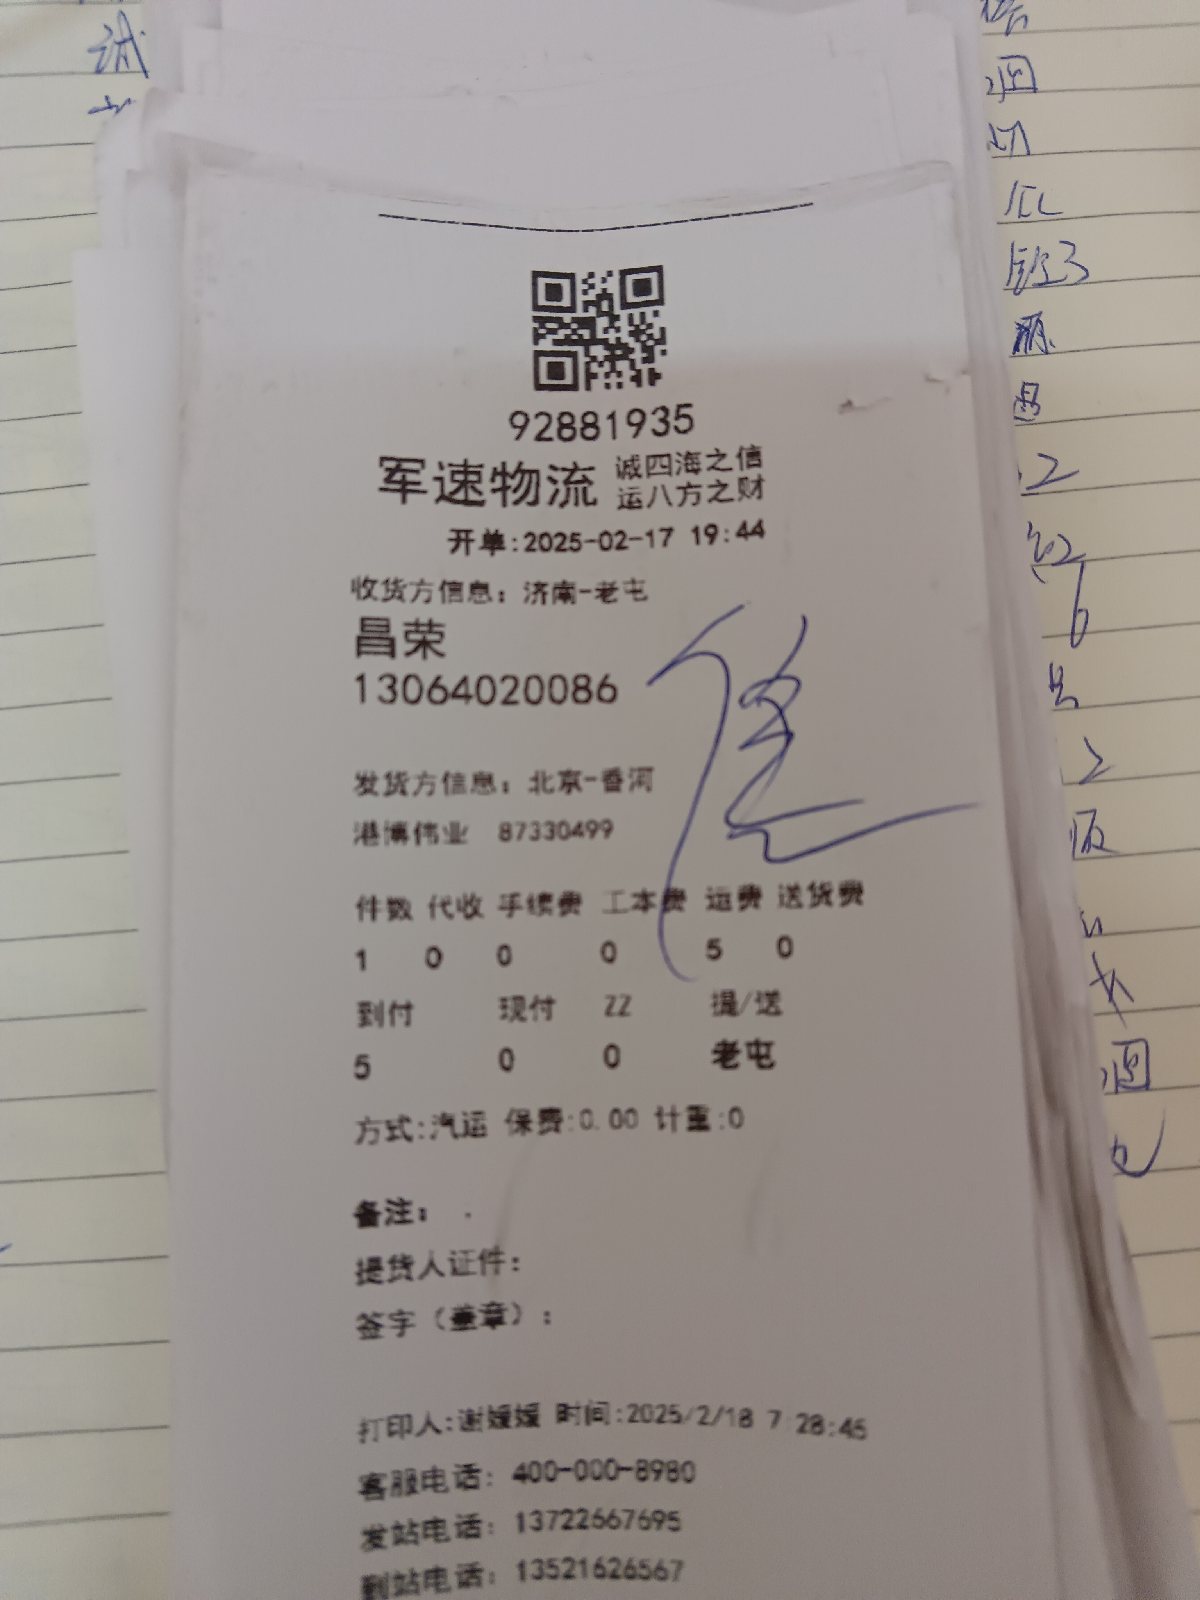 92881935
军速物流 诚四海之信
运八方之财
开单:2025-02-17 19:44
收货方信息：济南-老屯
昌荣
13064020086
发货方信息：北京-香河
港博伟业 87330499
件数 代收 手续费 工本费 运费 送货费
1 0 0 0 5 0
到付 现付 ZZ 提/送
5 0 0 老屯
方式:汽运 保费:0.00 计重:0
备注： .
提货人证件：
签字（盖章）：
打印人:谢媛媛 时间:2025/2/18 7:28:45
客服电话: 400-000-8980
发站电话: 13722667695
到站电话: 13521626567